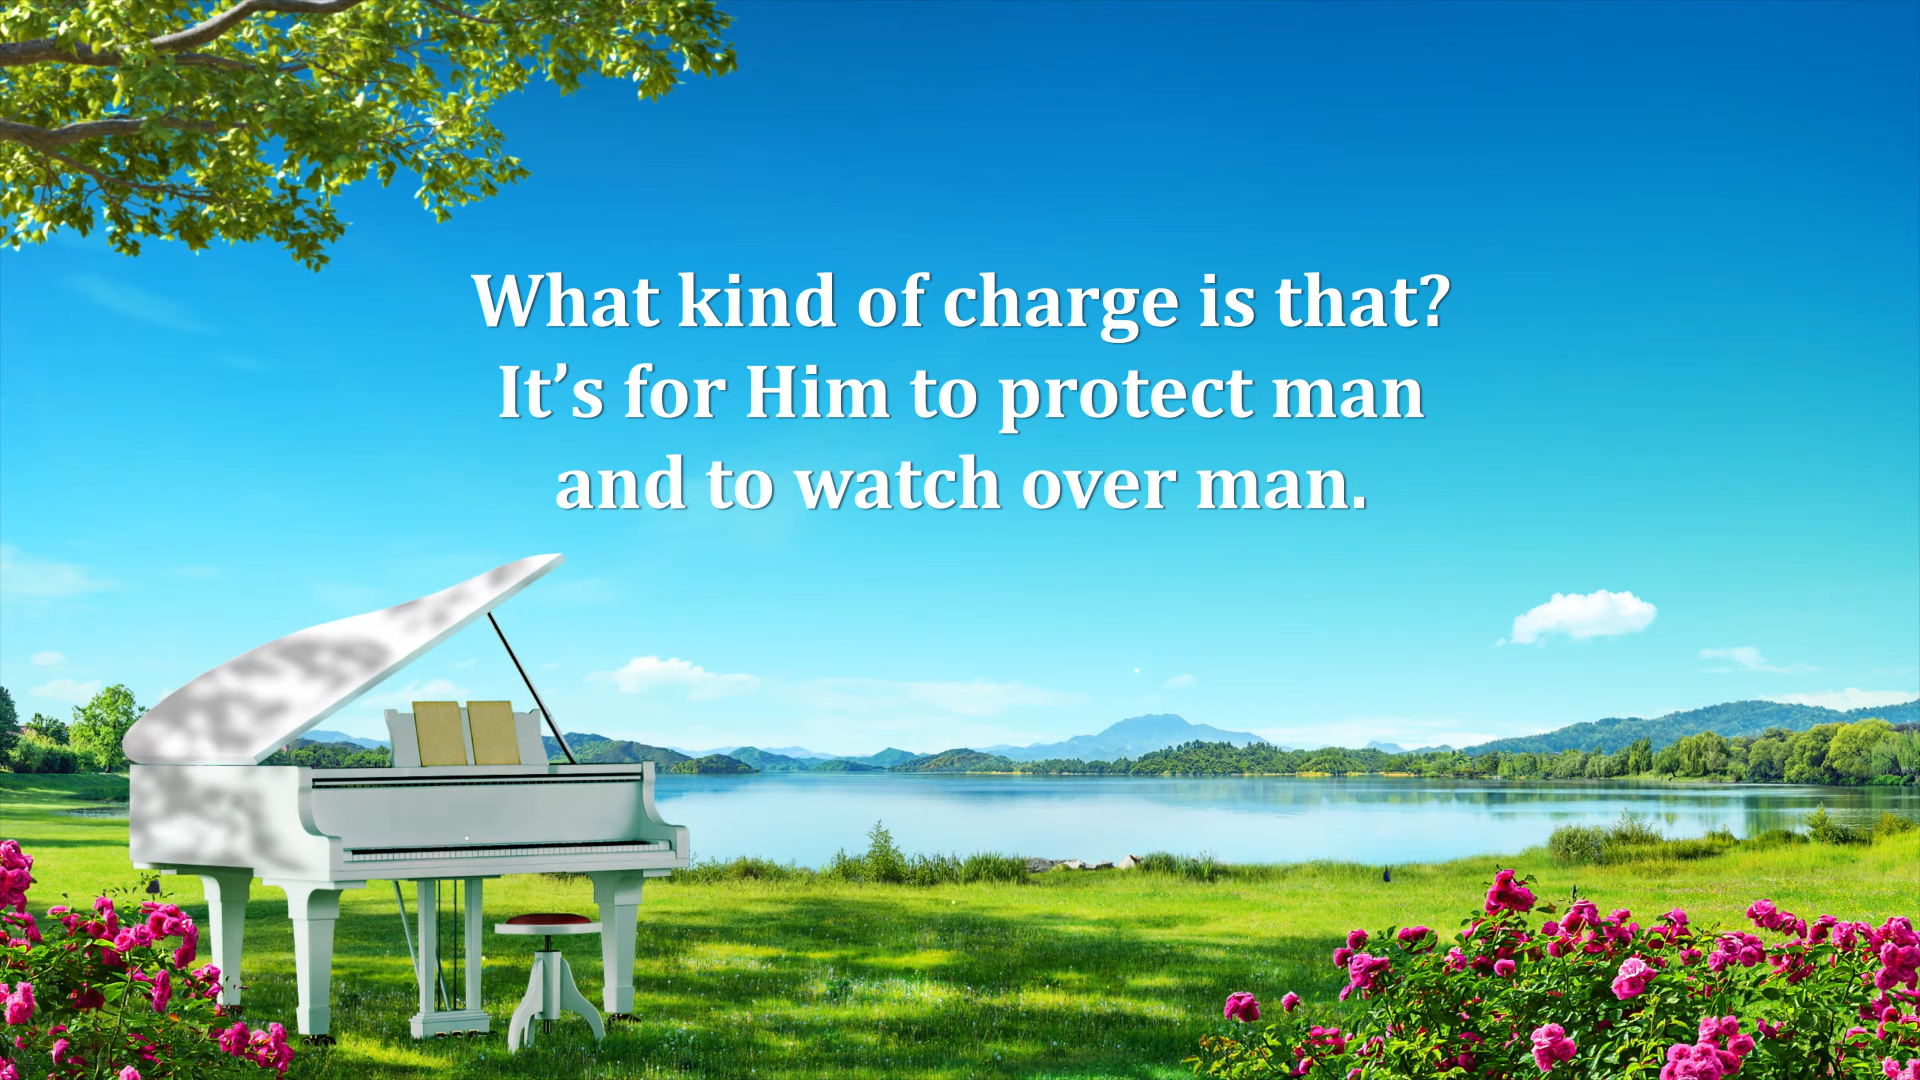 What kind of charge is that?
It’s for Him to protect man
and to watch over man.